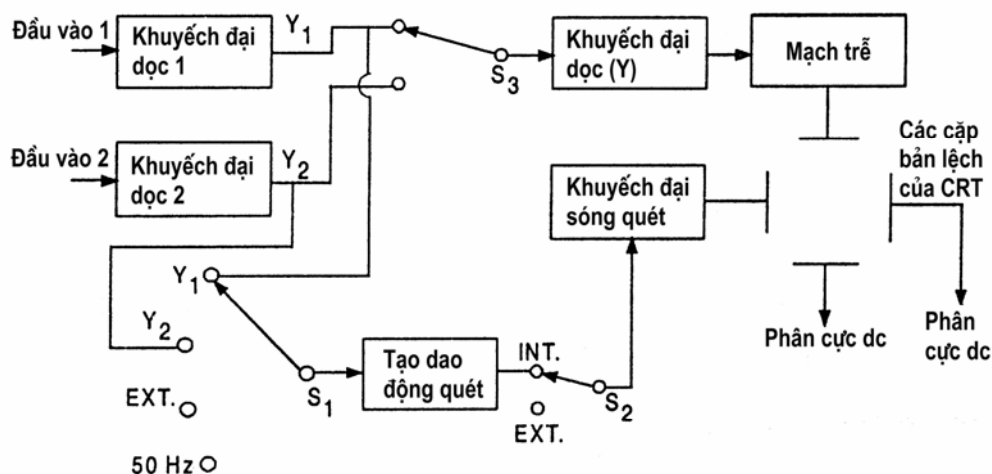 Đầu vào 1
Khuyếch đại
dọc 1
Y1
S3
Khuyếch đại
dọc (Y)
Mạch trễ
Đầu vào 2
Khuyếch đại
dọc 2
Y2
Khuyếch đại
sóng quét
Các cặp
bản lệch
của CRT
Y1
Y2
EXT.
50 Hz
S1
Tạo dao
động quét
INT.
EXT.
S2
Phân cực dc
Phân
cực dc